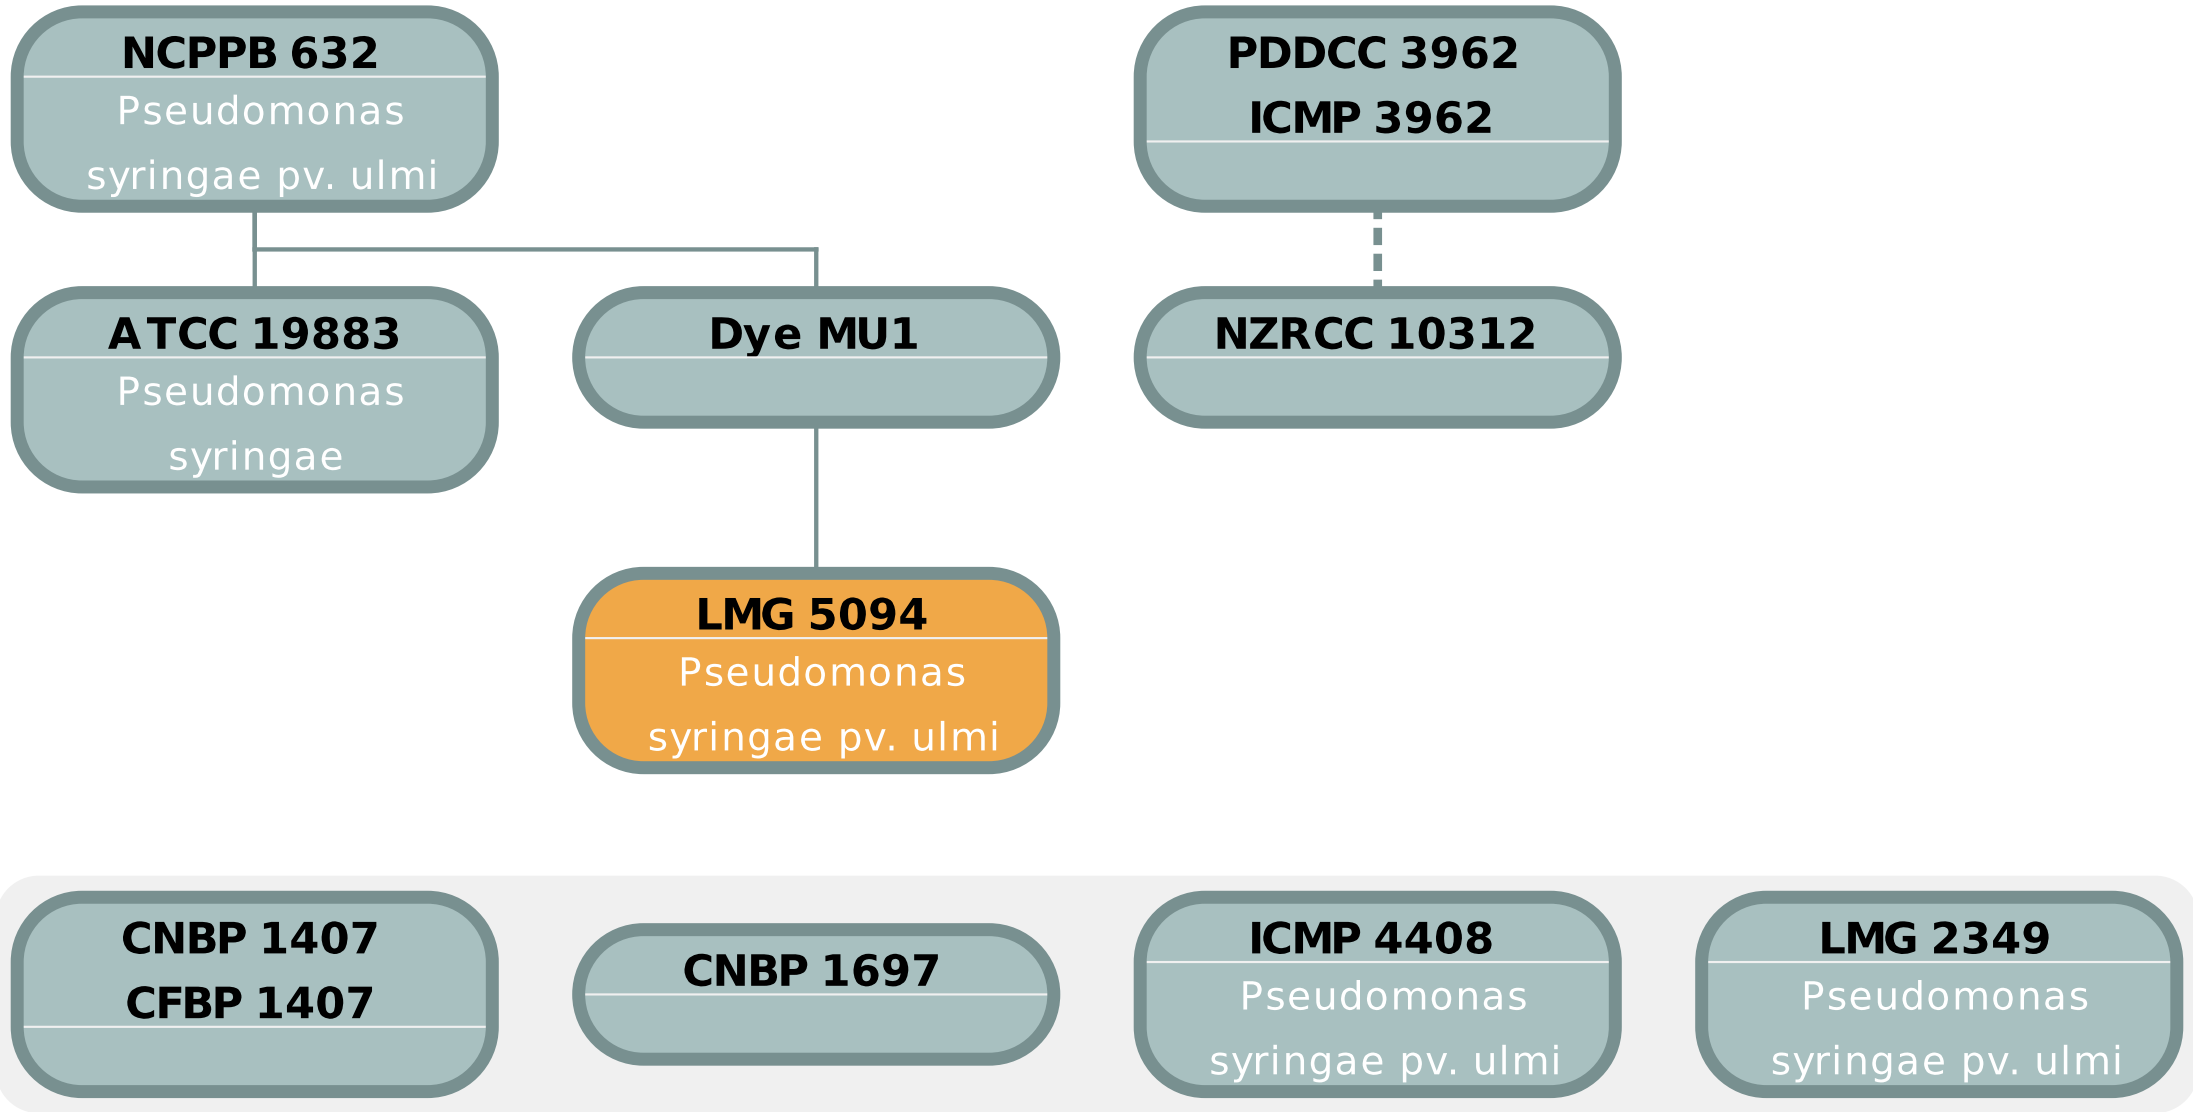 NCPPB 632
Pseudomonas
syringae pv. ulmi
PDDCC 3962
ICMP 3962
ATCC 19883
Pseudomonas
syringae
Dye MU1
NZRCC 10312
LMG 5094
Pseudomonas
syringae pv. ulmi
CNBP 1407
CFBP 1407
CNBP 1697
ICMP 4408
Pseudomonas
syringae pv. ulmi
LMG 2349
Pseudomonas
syringae pv. ulmi